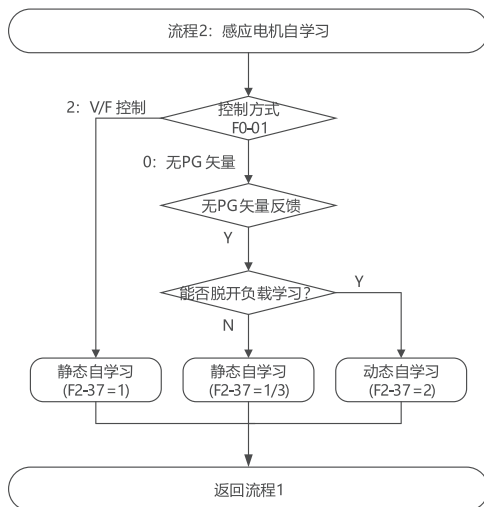 流程2：感应电机自学习
2：V/F 控制
控制方式
F0-01
0：无PG 矢量
无PG 矢量反馈
Y
能否脱开负载学习？
Y
N
静态自学习
(F2-37 =1)
静态自学习
(F2-37 =1/3)
动态自学习
(F2-37 =2)
返回流程1